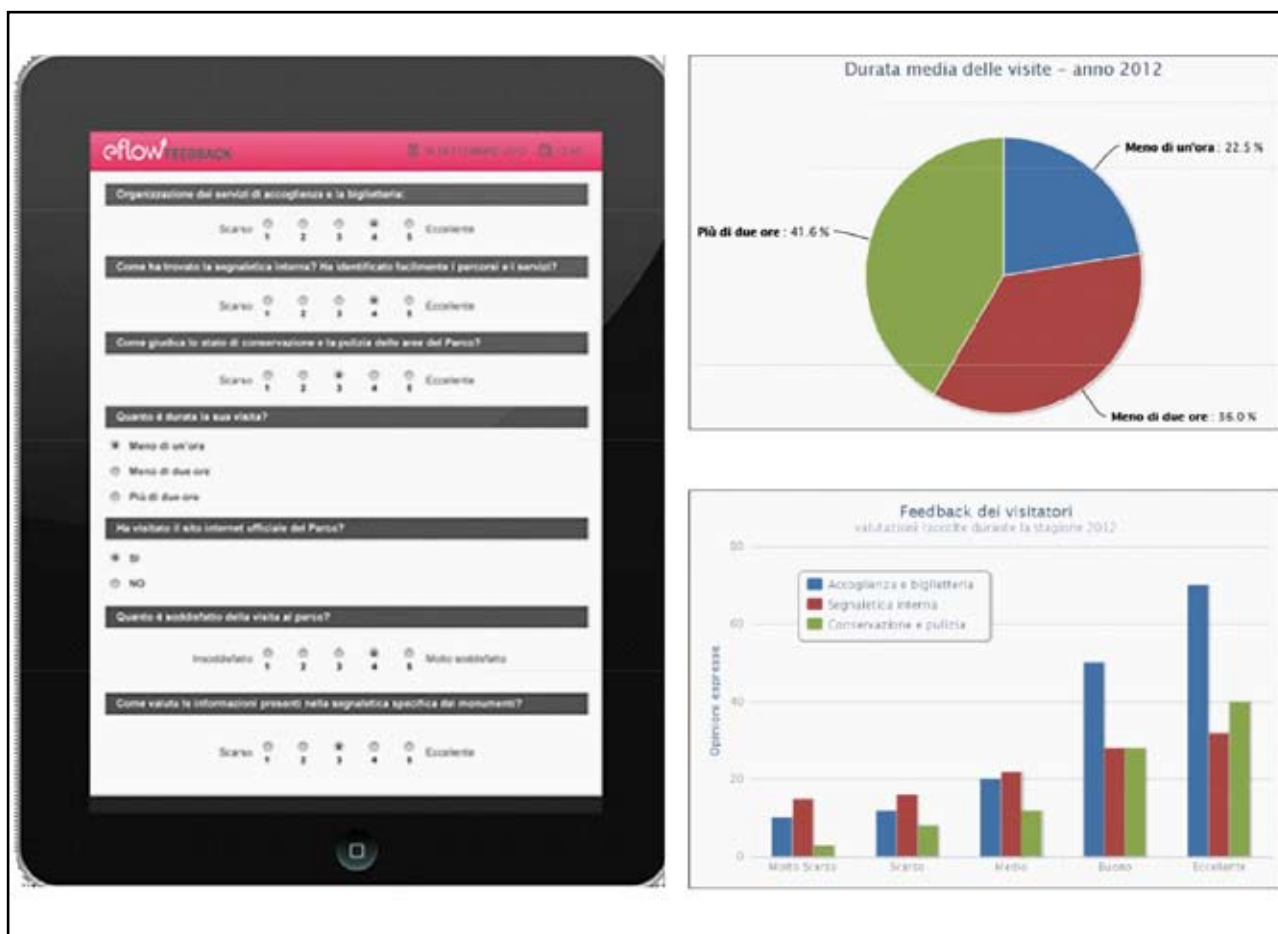 eflow FEEDBACK
Organizzazione dei servizi di accoglienza e la biglietteria:
Scarso 1 2 3 4 5 Eccellente
Come ha trovato la segnaletica interna? Ha identificato facilmente i percorsi e i servizi?
Scarso 1 2 3 4 5 Eccellente
Come giudica lo stato di conservazione e la pulizia delle aree del Parco?
Scarso 1 2 3 4 5 Eccellente
Quanto è durata la sua visita?
Meno di un'ora
Meno di due ore
Più di due ore
Ha visitato il sito internet ufficiale del Parco?
SI
NO
Quanto è soddisfatto della visita al parco?
Insoddisfatto 1 2 3 4 5 Molto soddisfatto
Come valuta le informazioni presenti nella segnaletica specifica dei monumenti?
Scarso 1 2 3 4 5 Eccellente
Durata media delle visite - anno 2012
Meno di un'ora : 22.5 %
Più di due ore : 41.6 %
Meno di due ore : 36.0 %
Feedback dei visitatori
valutazioni raccolte durante la stagione 2012
80
60
40
20
0
Opinioni espresse
Accoglienza e biglietteria
Segnaletica interna
Conservazione e pulizia
Molto Scarso
Scarso
Medio
Buono
Eccellente